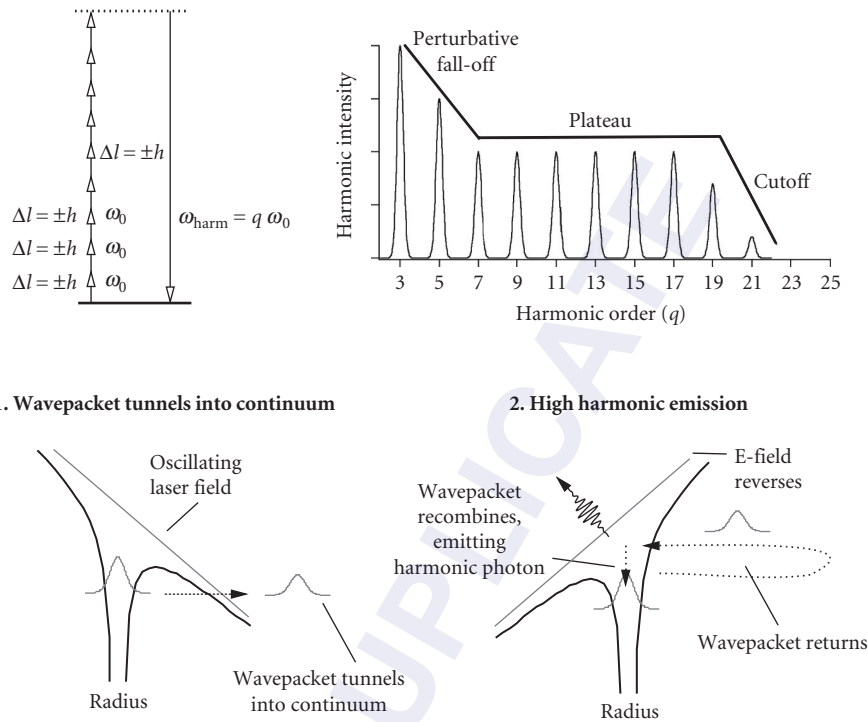 Δl = ±h
Δl = ±h ω₀
Δl = ±h ω₀
Δl = ±h ω₀
ω_harm = q ω₀
Perturbative
fall-off
Plateau
Cutoff
Harmonic intensity
3 5 7 9 11 13 15 17 19 21 23 25
Harmonic order (q)
. Wavepacket tunnels into continuum
Oscillating
laser field
Wavepacket tunnels
into continuum
Radius
2. High harmonic emission
E-field
reverses
Wavepacket
recombines,
emitting
harmonic photon
Wavepacket returns
Radius
UPLICATE